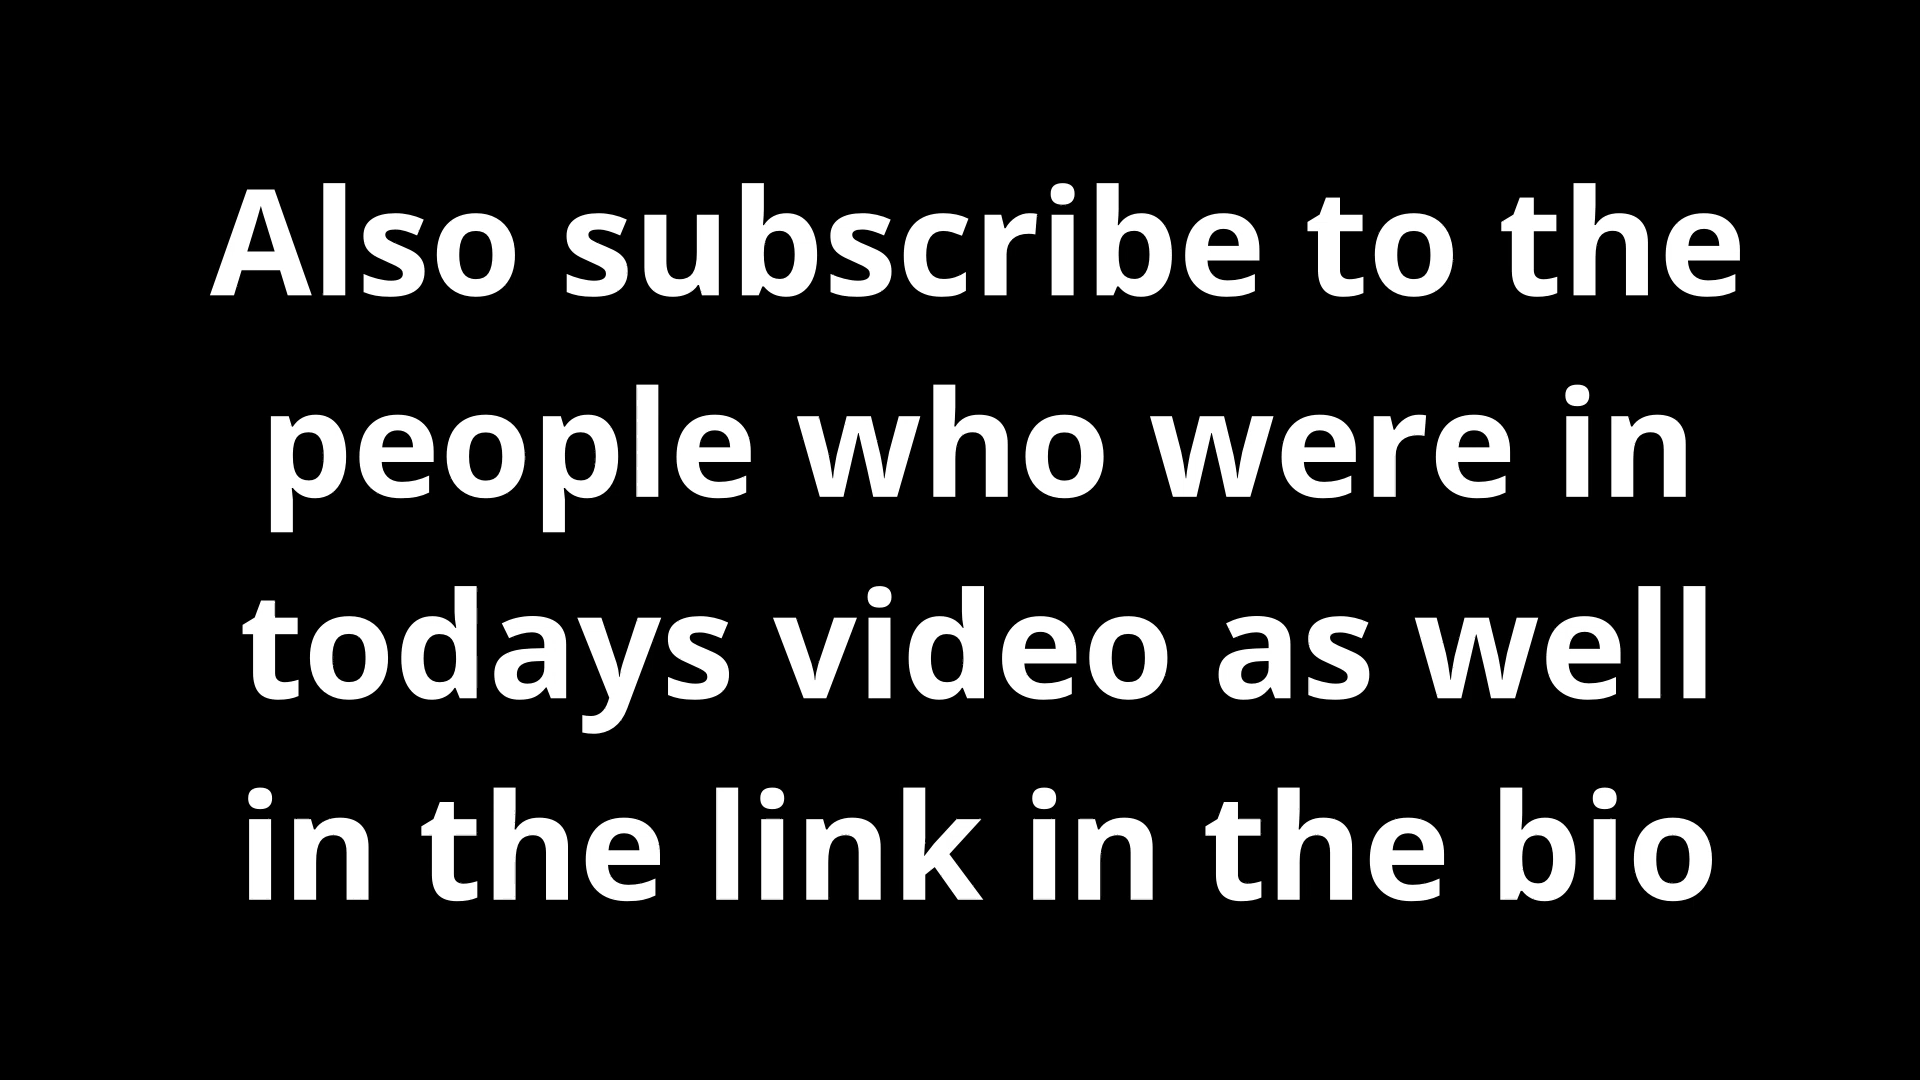 Also subscribe to the
people who were in
todays video as well
in the link in the bio